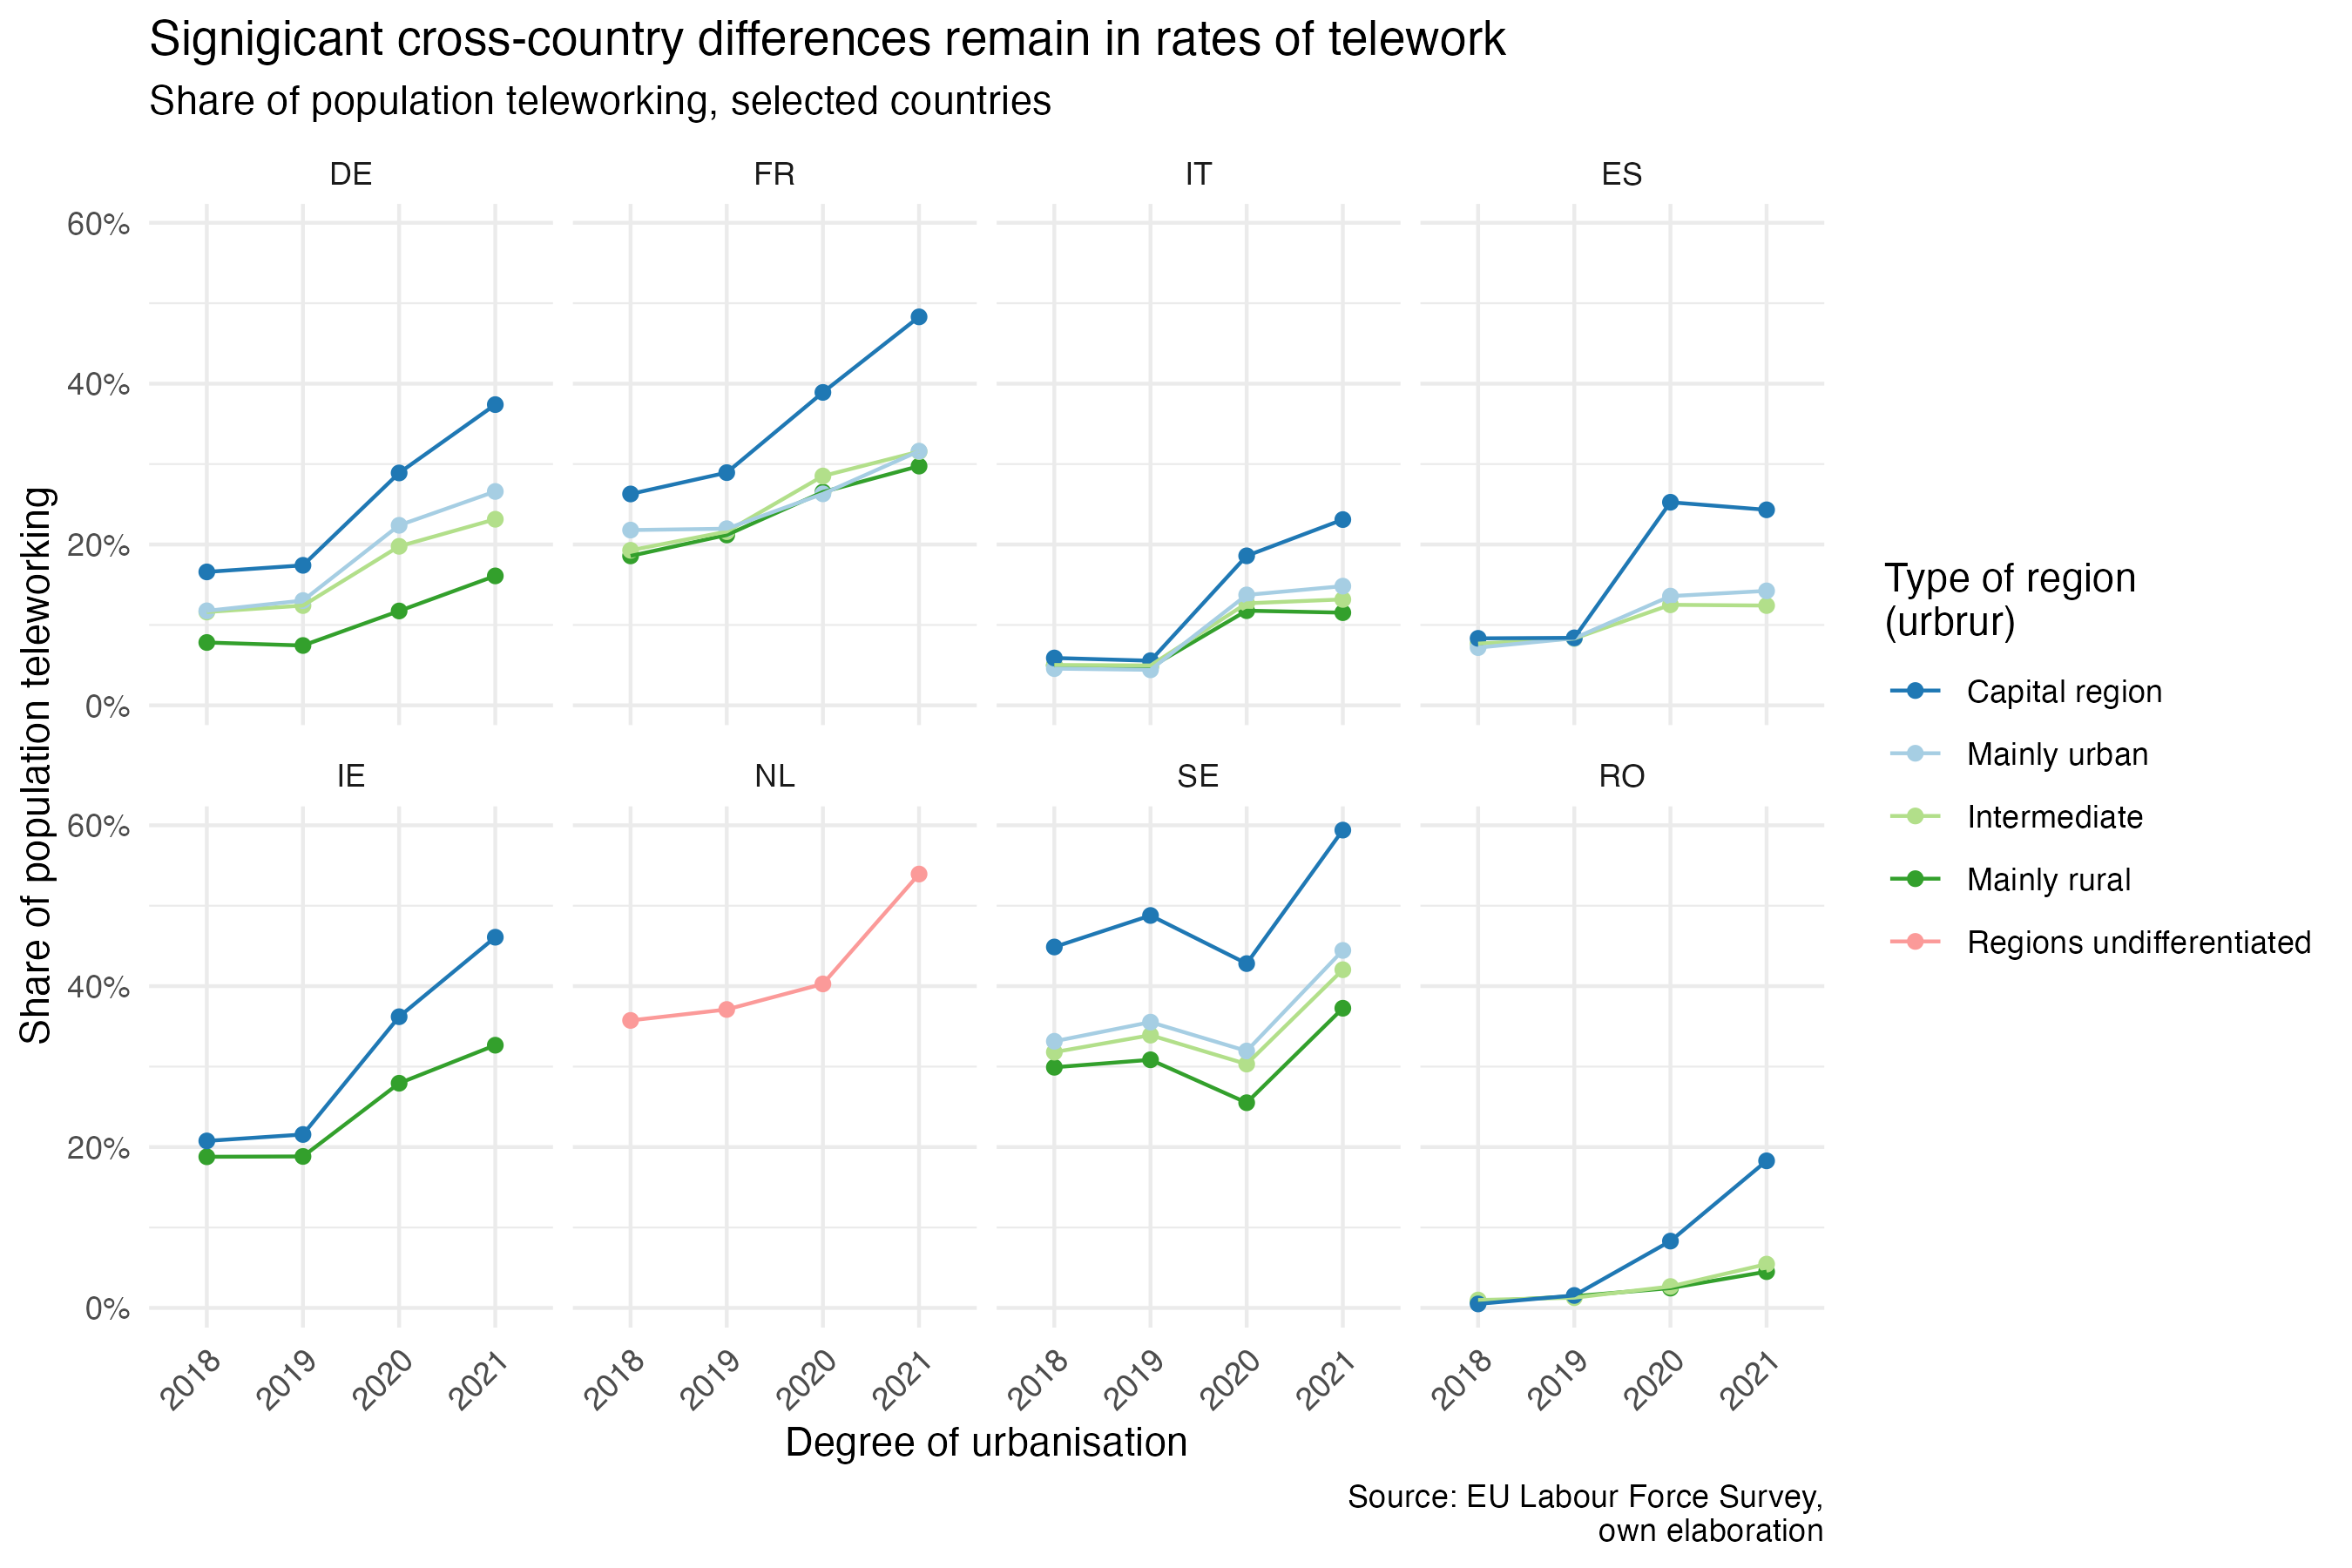 Signigicant cross-country differences remain in rates of telework
Share of population teleworking, selected countries
DE
FR
IT
ES
60%
40%
20%
0%
IE
NL
SE
RO
60%
40%
20%
0%
2018
2019
2020
2021
2018
2019
2020
2021
2018
2019
2020
2021
2018
2019
2020
2021
Share of population teleworking
Degree of urbanisation
Type of region
(urbrur)
Capital region
Mainly urban
Intermediate
Mainly rural
Regions undifferentiated
Source: EU Labour Force Survey,
own elaboration